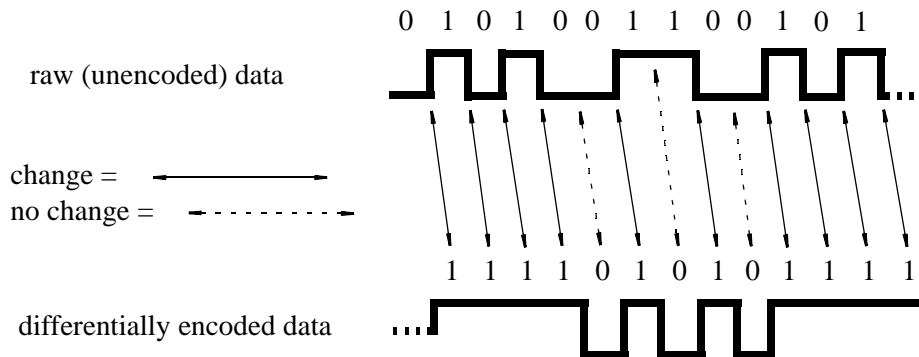 0 1 0 1 0 0 1 1 0 0 1 0 1
raw (unencoded) data
change =
no change =
1 1 1 1 0 1 0 1 0 1 1 1 1
differentially encoded data